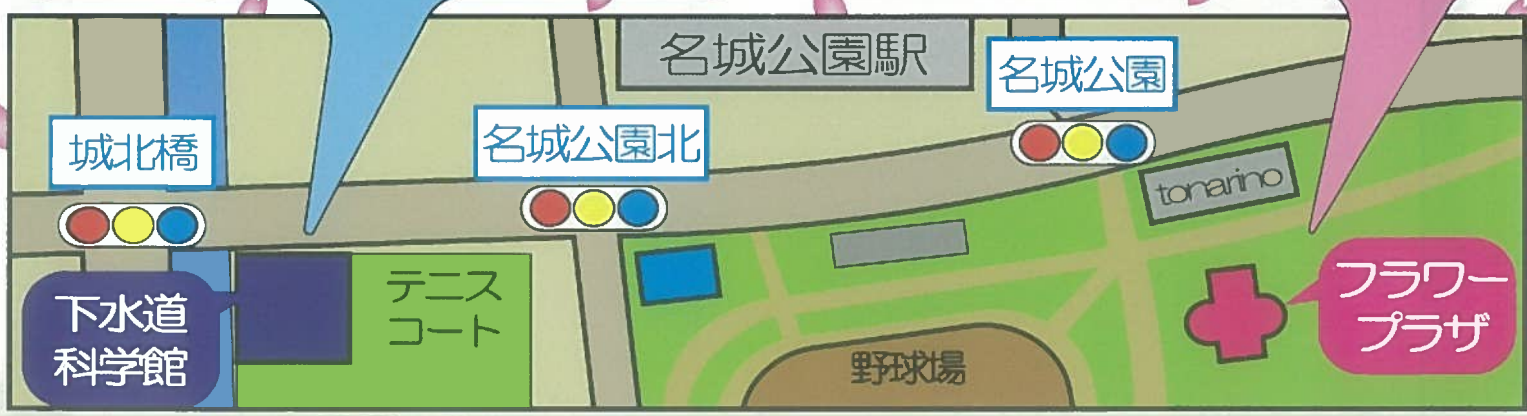 名城公園駅
名城公園
城北橋
名城公園北
tonarino
下水道
科学館
テニス
コート
フラワー
プラザ
野球場